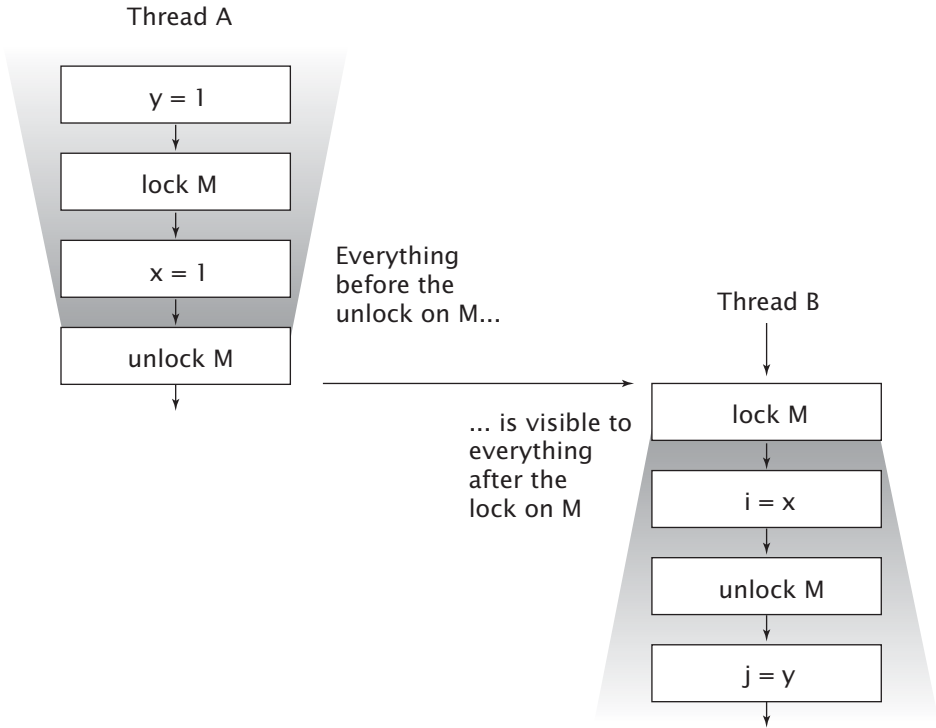 Thread A
y = 1
lock M
x = 1
unlock M
Everything
before the
unlock on M...
Thread B
... is visible to
everything
after the
lock on M
lock M
i = x
unlock M
j = y